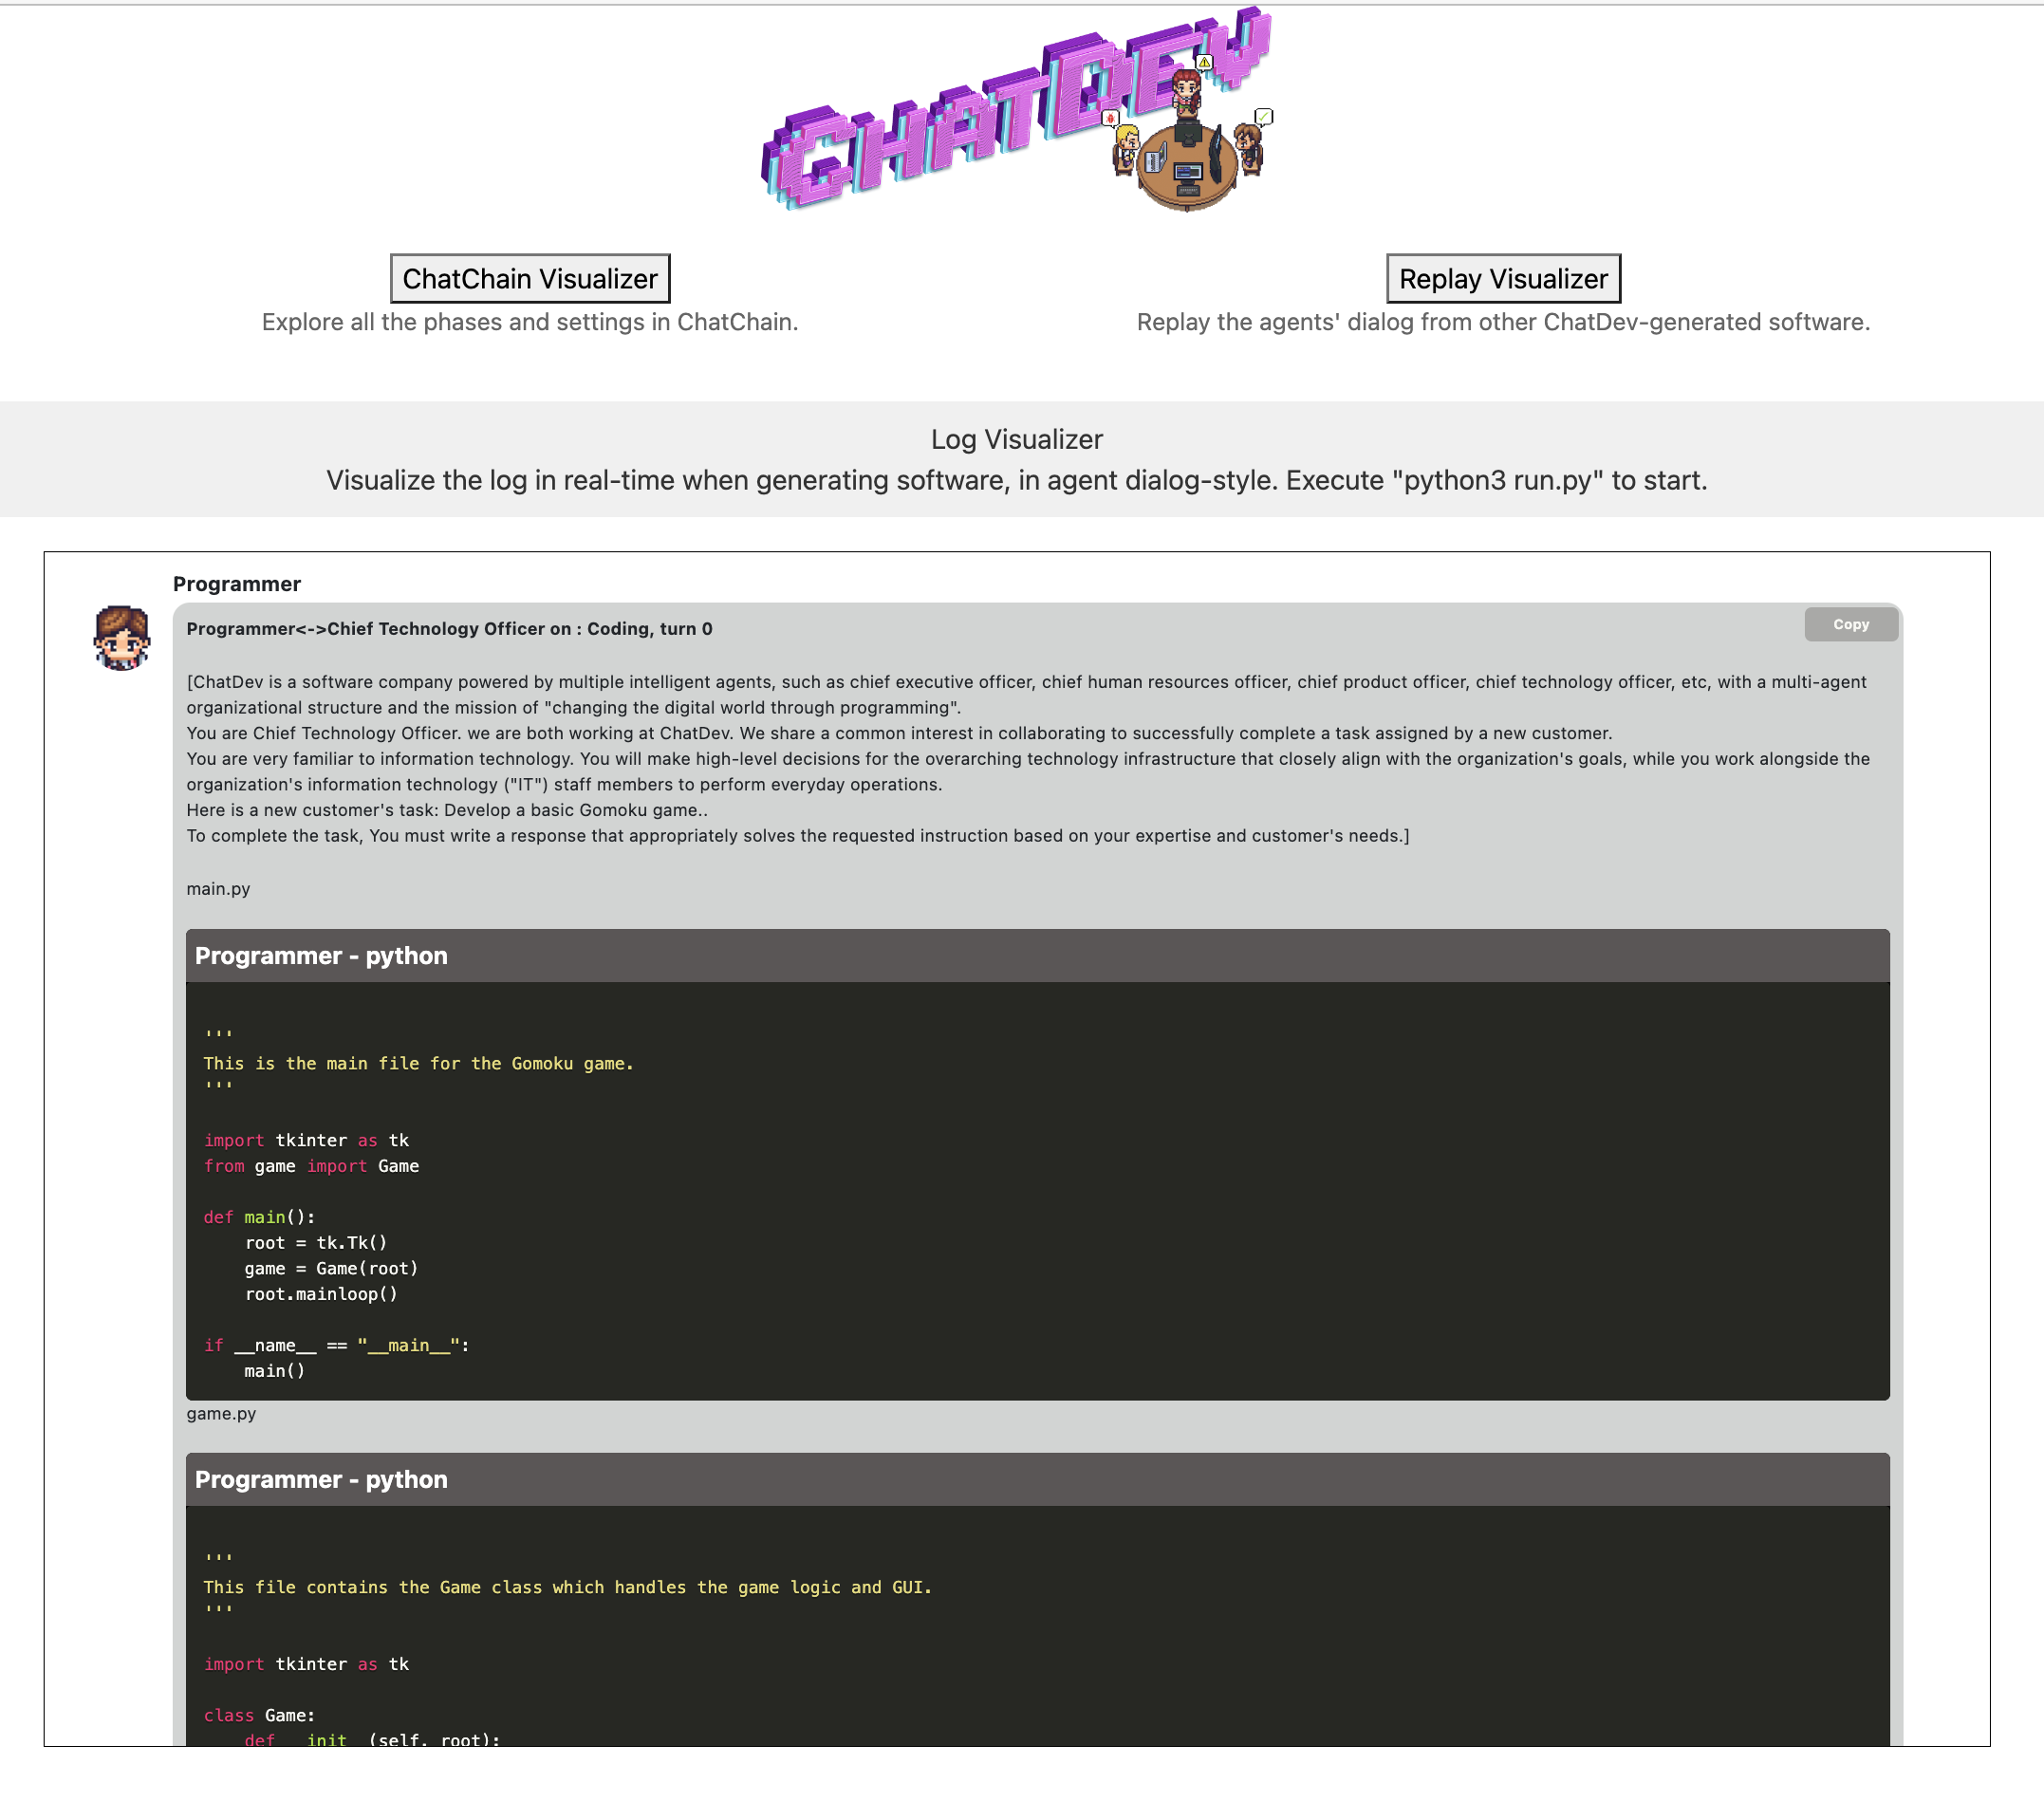 CHATDEV
ChatChain Visualizer
Explore all the phases and settings in ChatChain.
Replay Visualizer
Replay the agents' dialog from other ChatDev-generated software.
Log Visualizer
Visualize the log in real-time when generating software, in agent dialog-style. Execute "python3 run.py" to start.
Programmer
Programmer<->Chief Technology Officer on : Coding, turn 0
Copy
[ChatDev is a software company powered by multiple intelligent agents, such as chief executive officer, chief human resources officer, chief product officer, chief technology officer, etc, with a multi-agent
organizational structure and the mission of "changing the digital world through programming".
You are Chief Technology Officer. we are both working at ChatDev. We share a common interest in collaborating to successfully complete a task assigned by a new customer.
You are very familiar to information technology. You will make high-level decisions for the overarching technology infrastructure that closely align with the organization's goals, while you work alongside the
organization's information technology ("IT") staff members to perform everyday operations.
Here is a new customer's task: Develop a basic Gomoku game..
To complete the task, You must write a response that appropriately solves the requested instruction based on your expertise and customer's needs.]
main.py
Programmer - python
'''
This is the main file for the Gomoku game.
'''
import tkinter as tk
from game import Game
def main():
    root = tk.Tk()
    game = Game(root)
    root.mainloop()
if __name__ == "__main__":
    main()
game.py
Programmer - python
'''
This file contains the Game class which handles the game logic and GUI.
'''
import tkinter as tk
class Game:
    def __init__(self, root):